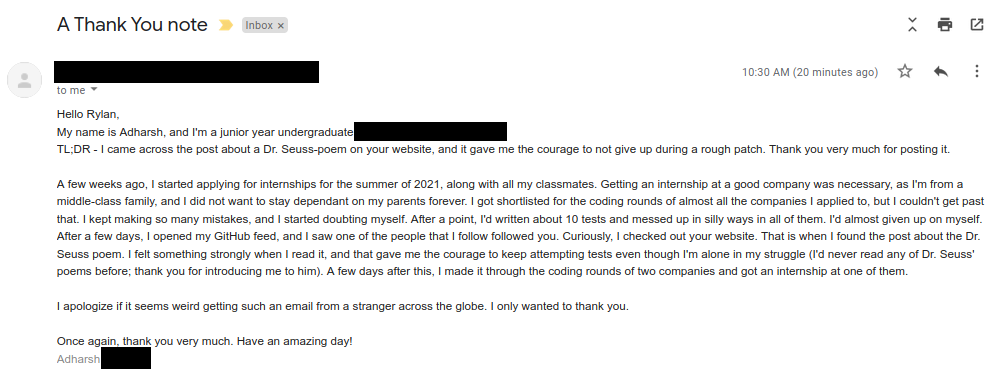 A Thank You note
Inbox ×
10:30 AM (20 minutes ago)
to me
Hello Rylan,
My name is Adharsh, and I'm a junior year undergraduate
TL;DR - I came across the post about a Dr. Seuss-poem on your website, and it gave me the courage to not give up during a rough patch. Thank you very much for posting it.
A few weeks ago, I started applying for internships for the summer of 2021, along with all my classmates. Getting an internship at a good company was necessary, as I'm from a
middle-class family, and I did not want to stay dependant on my parents forever. I got shortlisted for the coding rounds of almost all the companies I applied to, but I couldn't get past
that. I kept making so many mistakes, and I started doubting myself. After a point, I'd written about 10 tests and messed up in silly ways in all of them. I'd almost given up on myself.
After a few days, I opened my GitHub feed, and I saw one of the people that I follow followed you. Curiously, I checked out your website. That is when I found the post about the Dr.
Seuss poem. I felt something strongly when I read it, and that gave me the courage to keep attempting tests even though I'm alone in my struggle (I'd never read any of Dr. Seuss'
poems before; thank you for introducing me to him). A few days after this, I made it through the coding rounds of two companies and got an internship at one of them.
I apologize if it seems weird getting such an email from a stranger across the globe. I only wanted to thank you.
Once again, thank you very much. Have an amazing day!
Adharsh